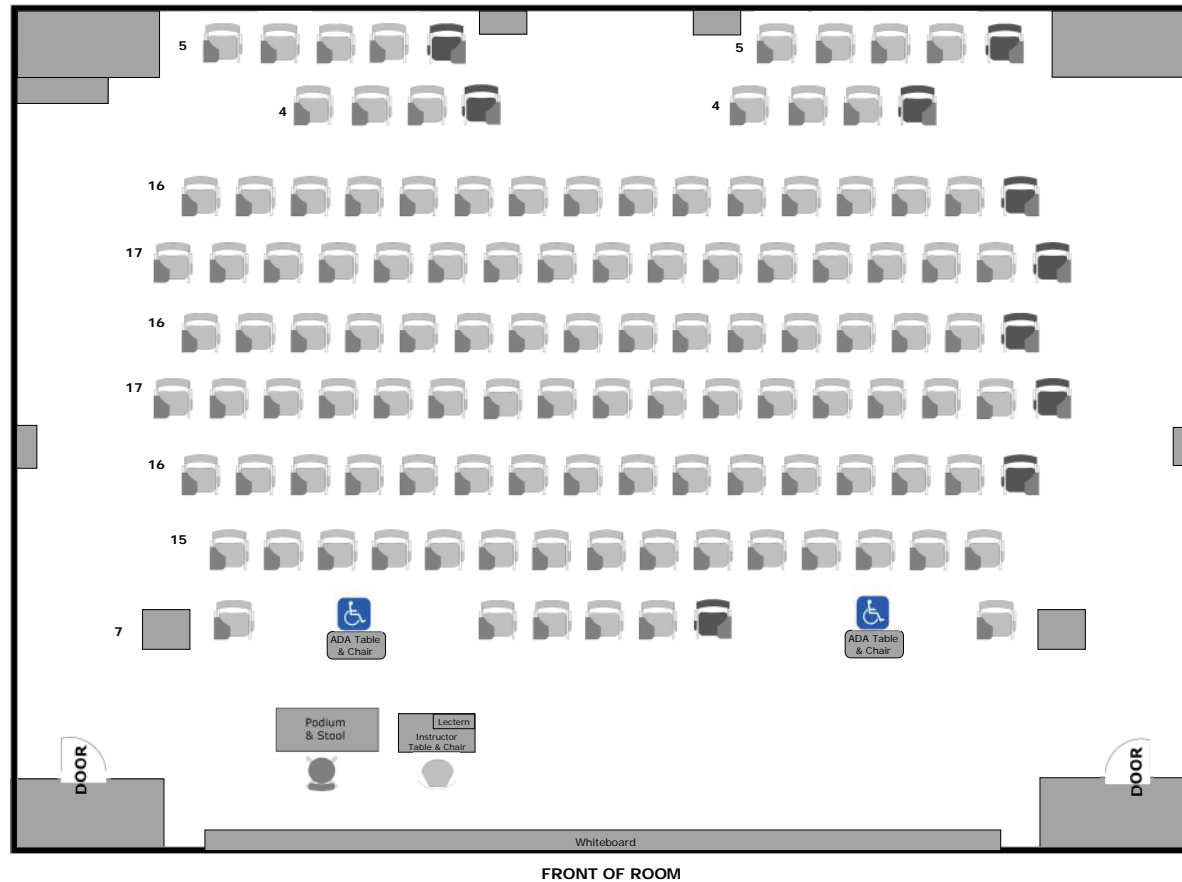 5
5
4
4
16
17
16
17
16
15
7
ADA Table
& Chair
ADA Table
& Chair
Podium
& Stool
Lectern
Instructor
Table & Chair
DOOR
DOOR
Whiteboard
FRONT OF ROOM